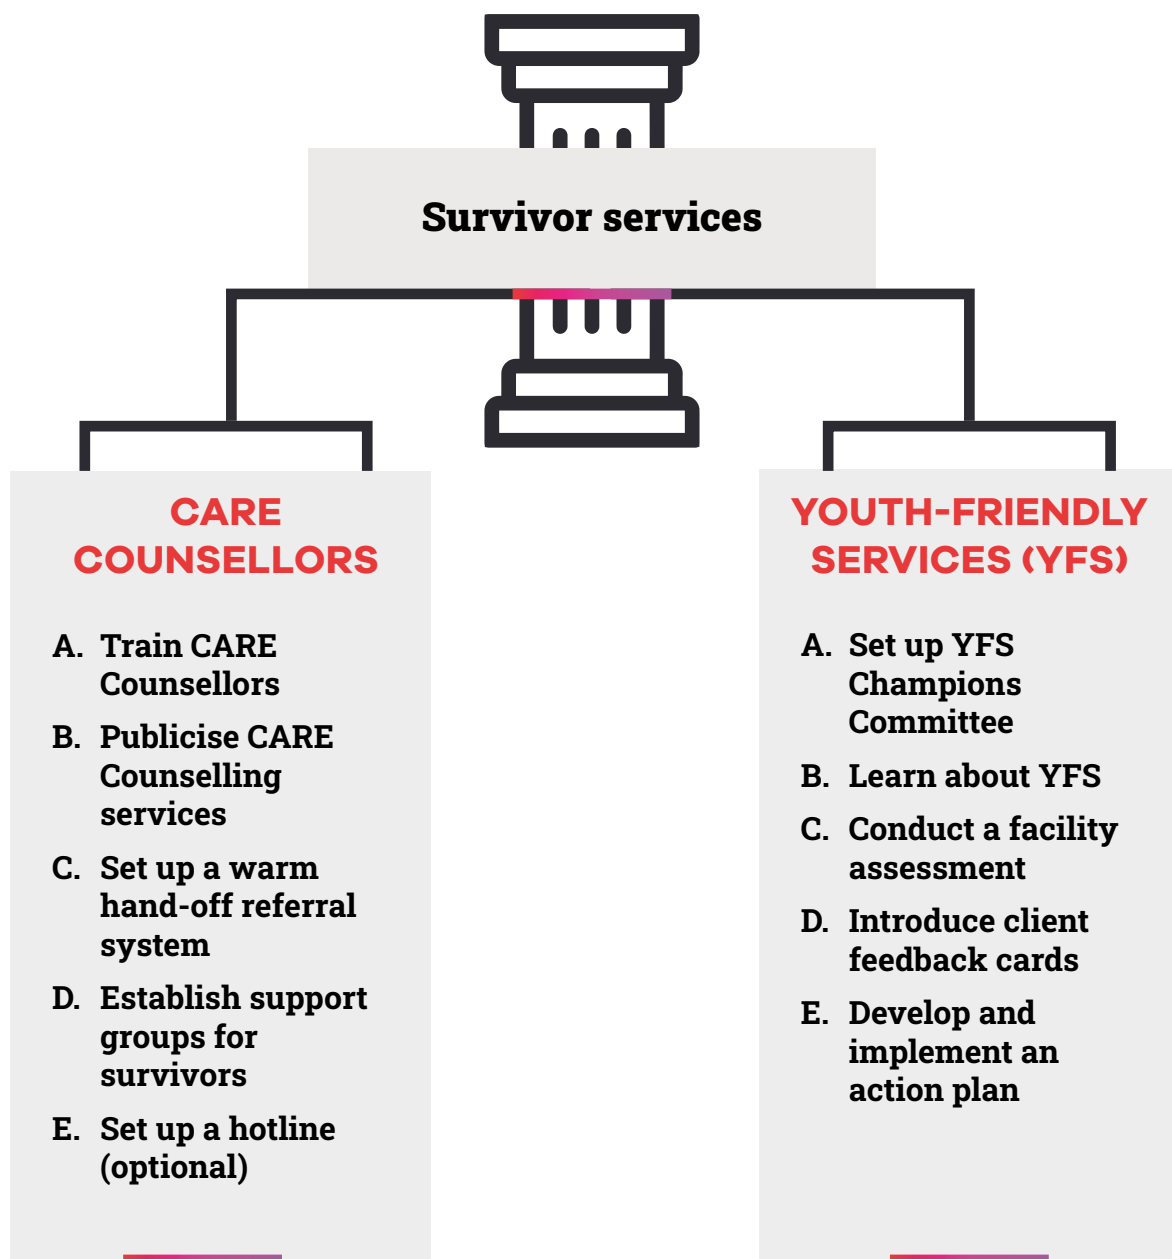 Survivor services
CARE
COUNSELLORS
A. Train CARE
Counsellors
B. Publicise CARE
Counselling
services
C. Set up a warm
hand-off referral
system
D. Establish support
groups for
survivors
E. Set up a hotline
(optional)
YOUTH-FRIENDLY
SERVICES (YFS)
A. Set up YFS
Champions
Committee
B. Learn about YFS
C. Conduct a facility
assessment
D. Introduce client
feedback cards
E. Develop and
implement an
action plan